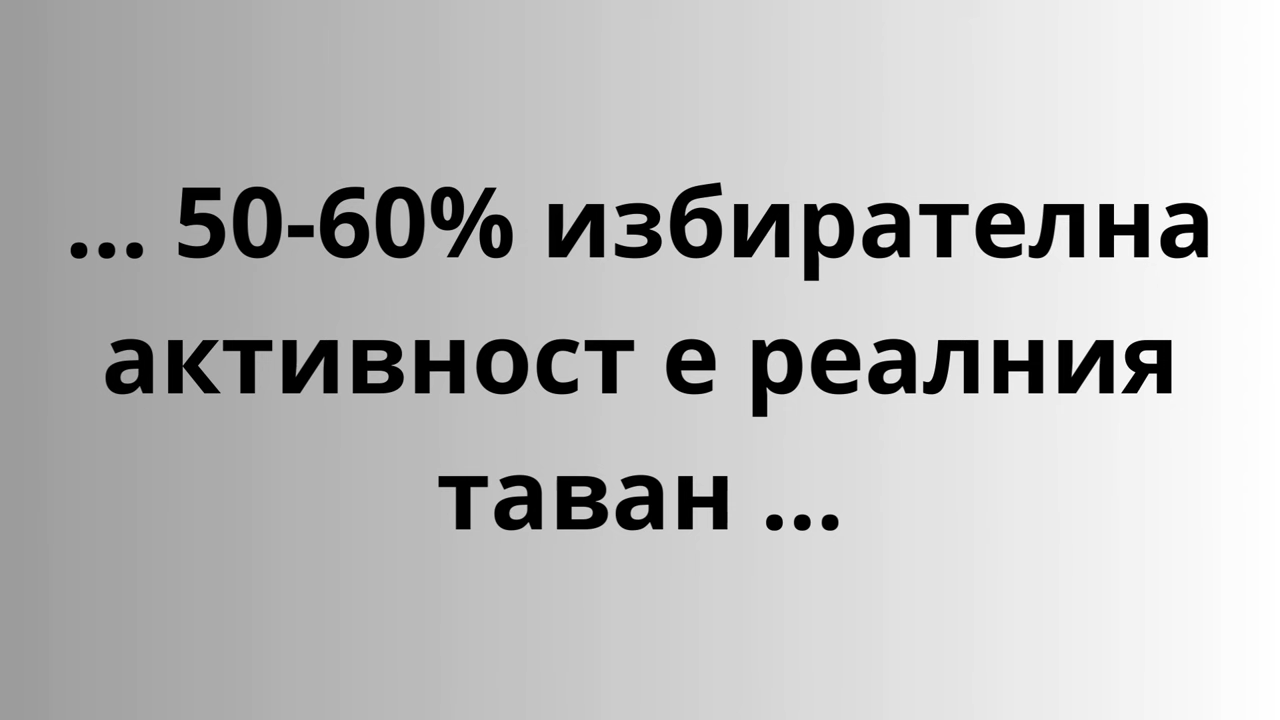 ... 50-60% избирателна
активност е реалния
таван ...